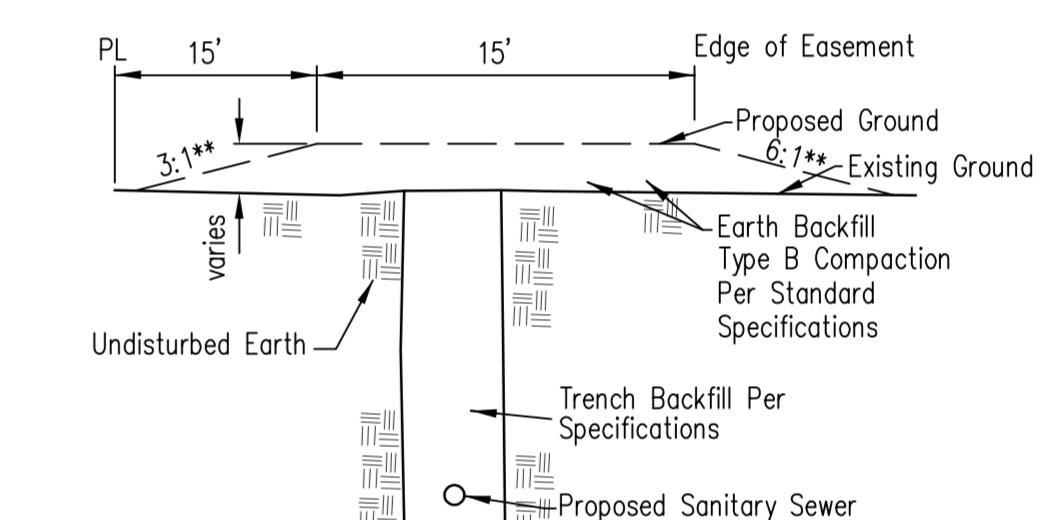 PL
15’
15’
Edge of Easement
Proposed Ground
3:1**
6:1**
Existing Ground
varies
Earth Backfill
Type B Compaction
Per Standard
Specifications
Undisturbed Earth
Trench Backfill Per
Specifications
Proposed Sanitary Sewer